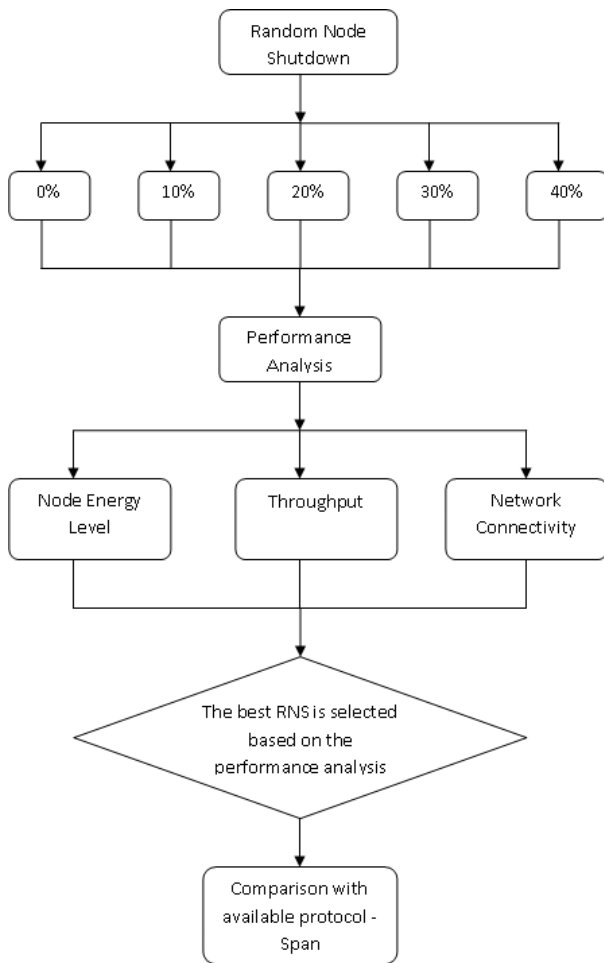 Random Node
Shutdown
0%
10%
20%
30%
40%
Performance
Analysis
Node Energy
Level
Throughput
Network
Connectivity
The best RNS is selected
based on the
performance analysis
Comparison with
available protocol -
Span